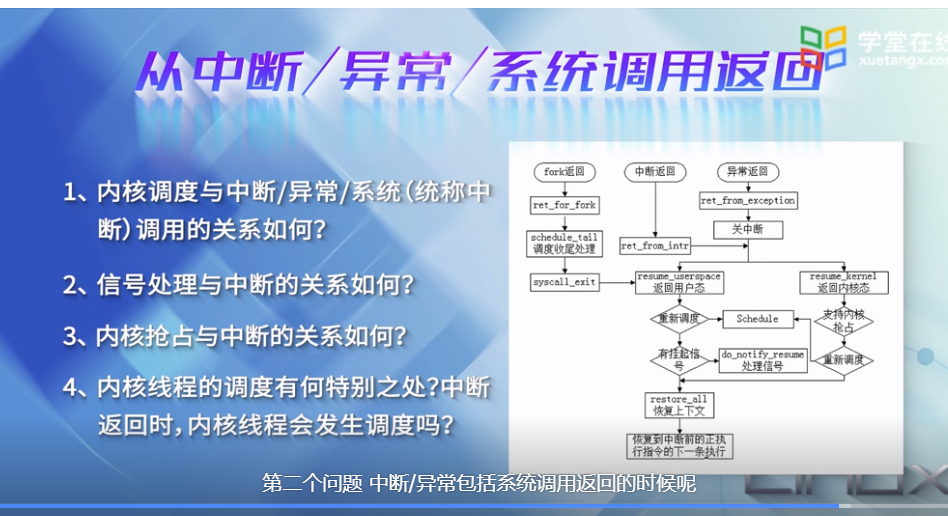 从中断/异常/系统调用返回
学堂在线
xuetangx.com
1、内核调度与中断/异常/系统(统称中
断)调用的关系如何?
2、信号处理与中断的关系如何?
3、内核抢占与中断的关系如何?
4、内核线程的调度有何特别之处?中断
返回时,内核线程会发生调度吗?
fork返回
中断返回
异常返回
ret_for_fork
ret_from_exception
关中断
schedule_tail
调度收尾处理
ret_from_intr
syscall_exit
resume_userspace
返回用户态
resume_kernel
返回内核态
重新调度
Schedule
支持内核
抢占
有挂起信
号
do_notify_resume
处理信号
重新调度
restore_all
恢复上下文
恢复到中断前的正执
行指令的下一条执行
第二个问题 中断/异常包括系统调用返回的时候呢